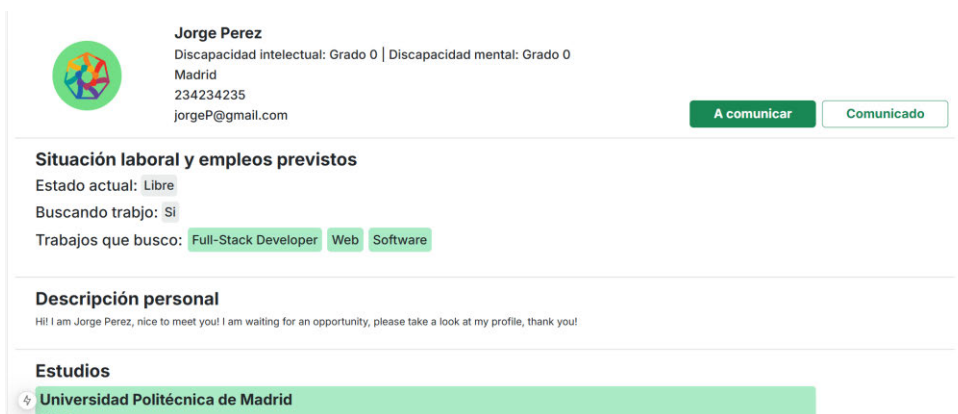 Jorge Perez
Discapacidad intelectual: Grado 0 | Discapacidad mental: Grado 0
Madrid
234234235
jorgeP@gmail.com
A comunicar
Comunicado
Situación laboral y empleos previstos
Estado actual: Libre
Buscando trabjo: Si
Trabajos que busco: Full-Stack Developer Web Software
Descripción personal
Hi! I am Jorge Perez, nice to meet you! I am waiting for an opportunity, please take a look at my profile, thank you!
Estudios
Universidad Politécnica de Madrid